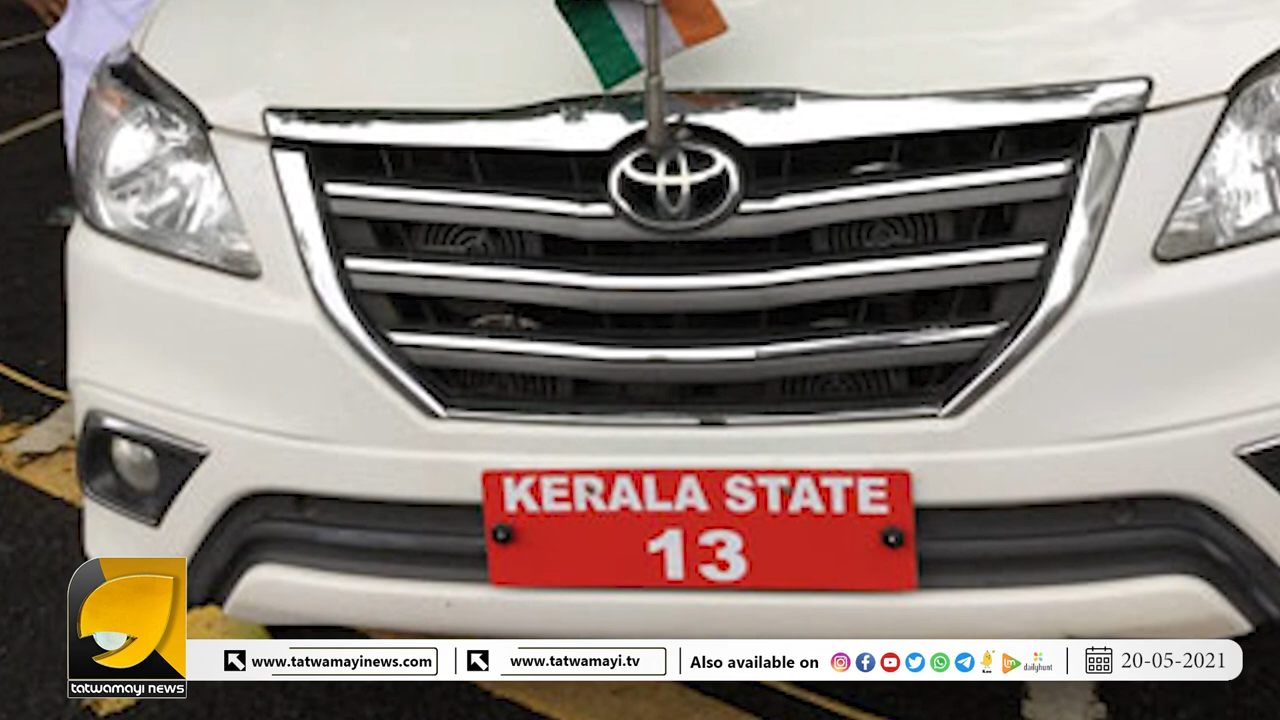 KERALA STATE
13
tatwamayi news
www.tatwamayinews.com
www.tatwamayi.tv
Also available on
dailyhunt
20-05-2021